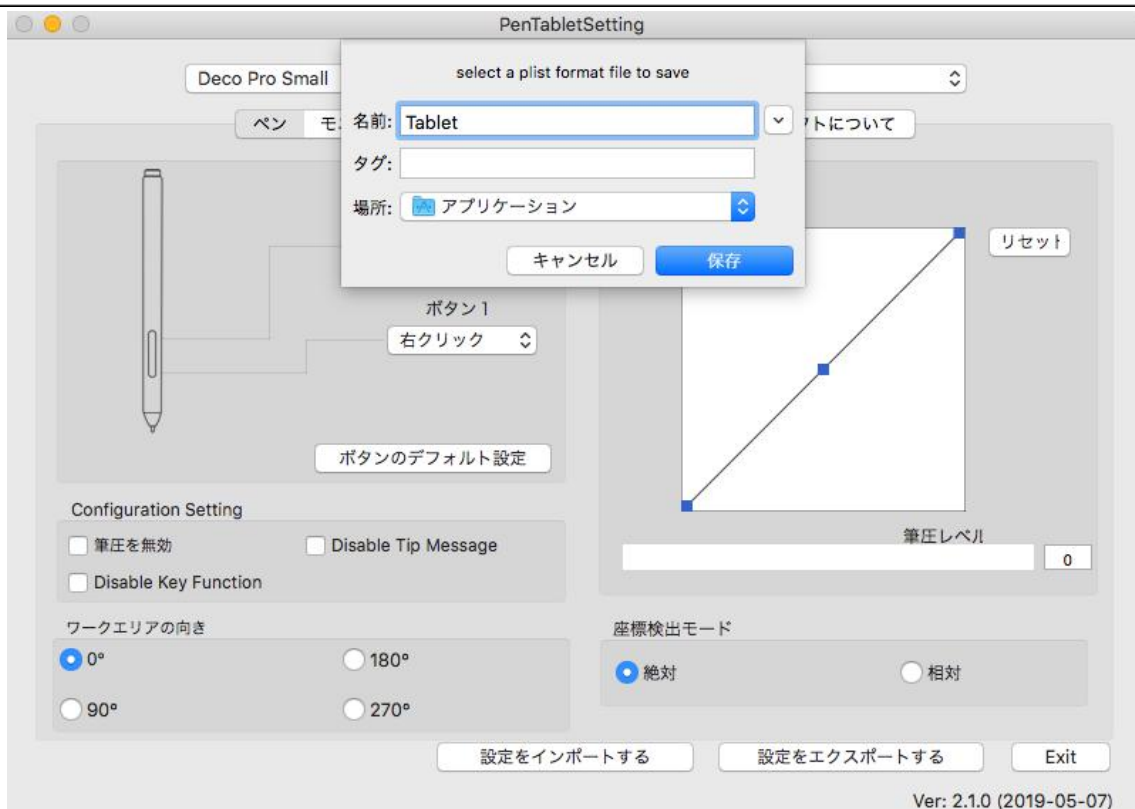 PenTabletSetting
Deco Pro Small
select a plist format file to save
名前: Tablet
タグ:
場所: アプリケーション
キャンセル 保存
ペン モニ
フトについて
リセット
ボタン 1
右クリック
ボタンのデフォルト設定
筆圧レベル
0
Configuration Setting
筆圧を無効 Disable Tip Message
Disable Key Function
ワークエリアの向き
0° 180°
90° 270°
座標検出モード
絶対 相対
設定をインポートする 設定をエクスポートする Exit
Ver: 2.1.0 (2019-05-07)